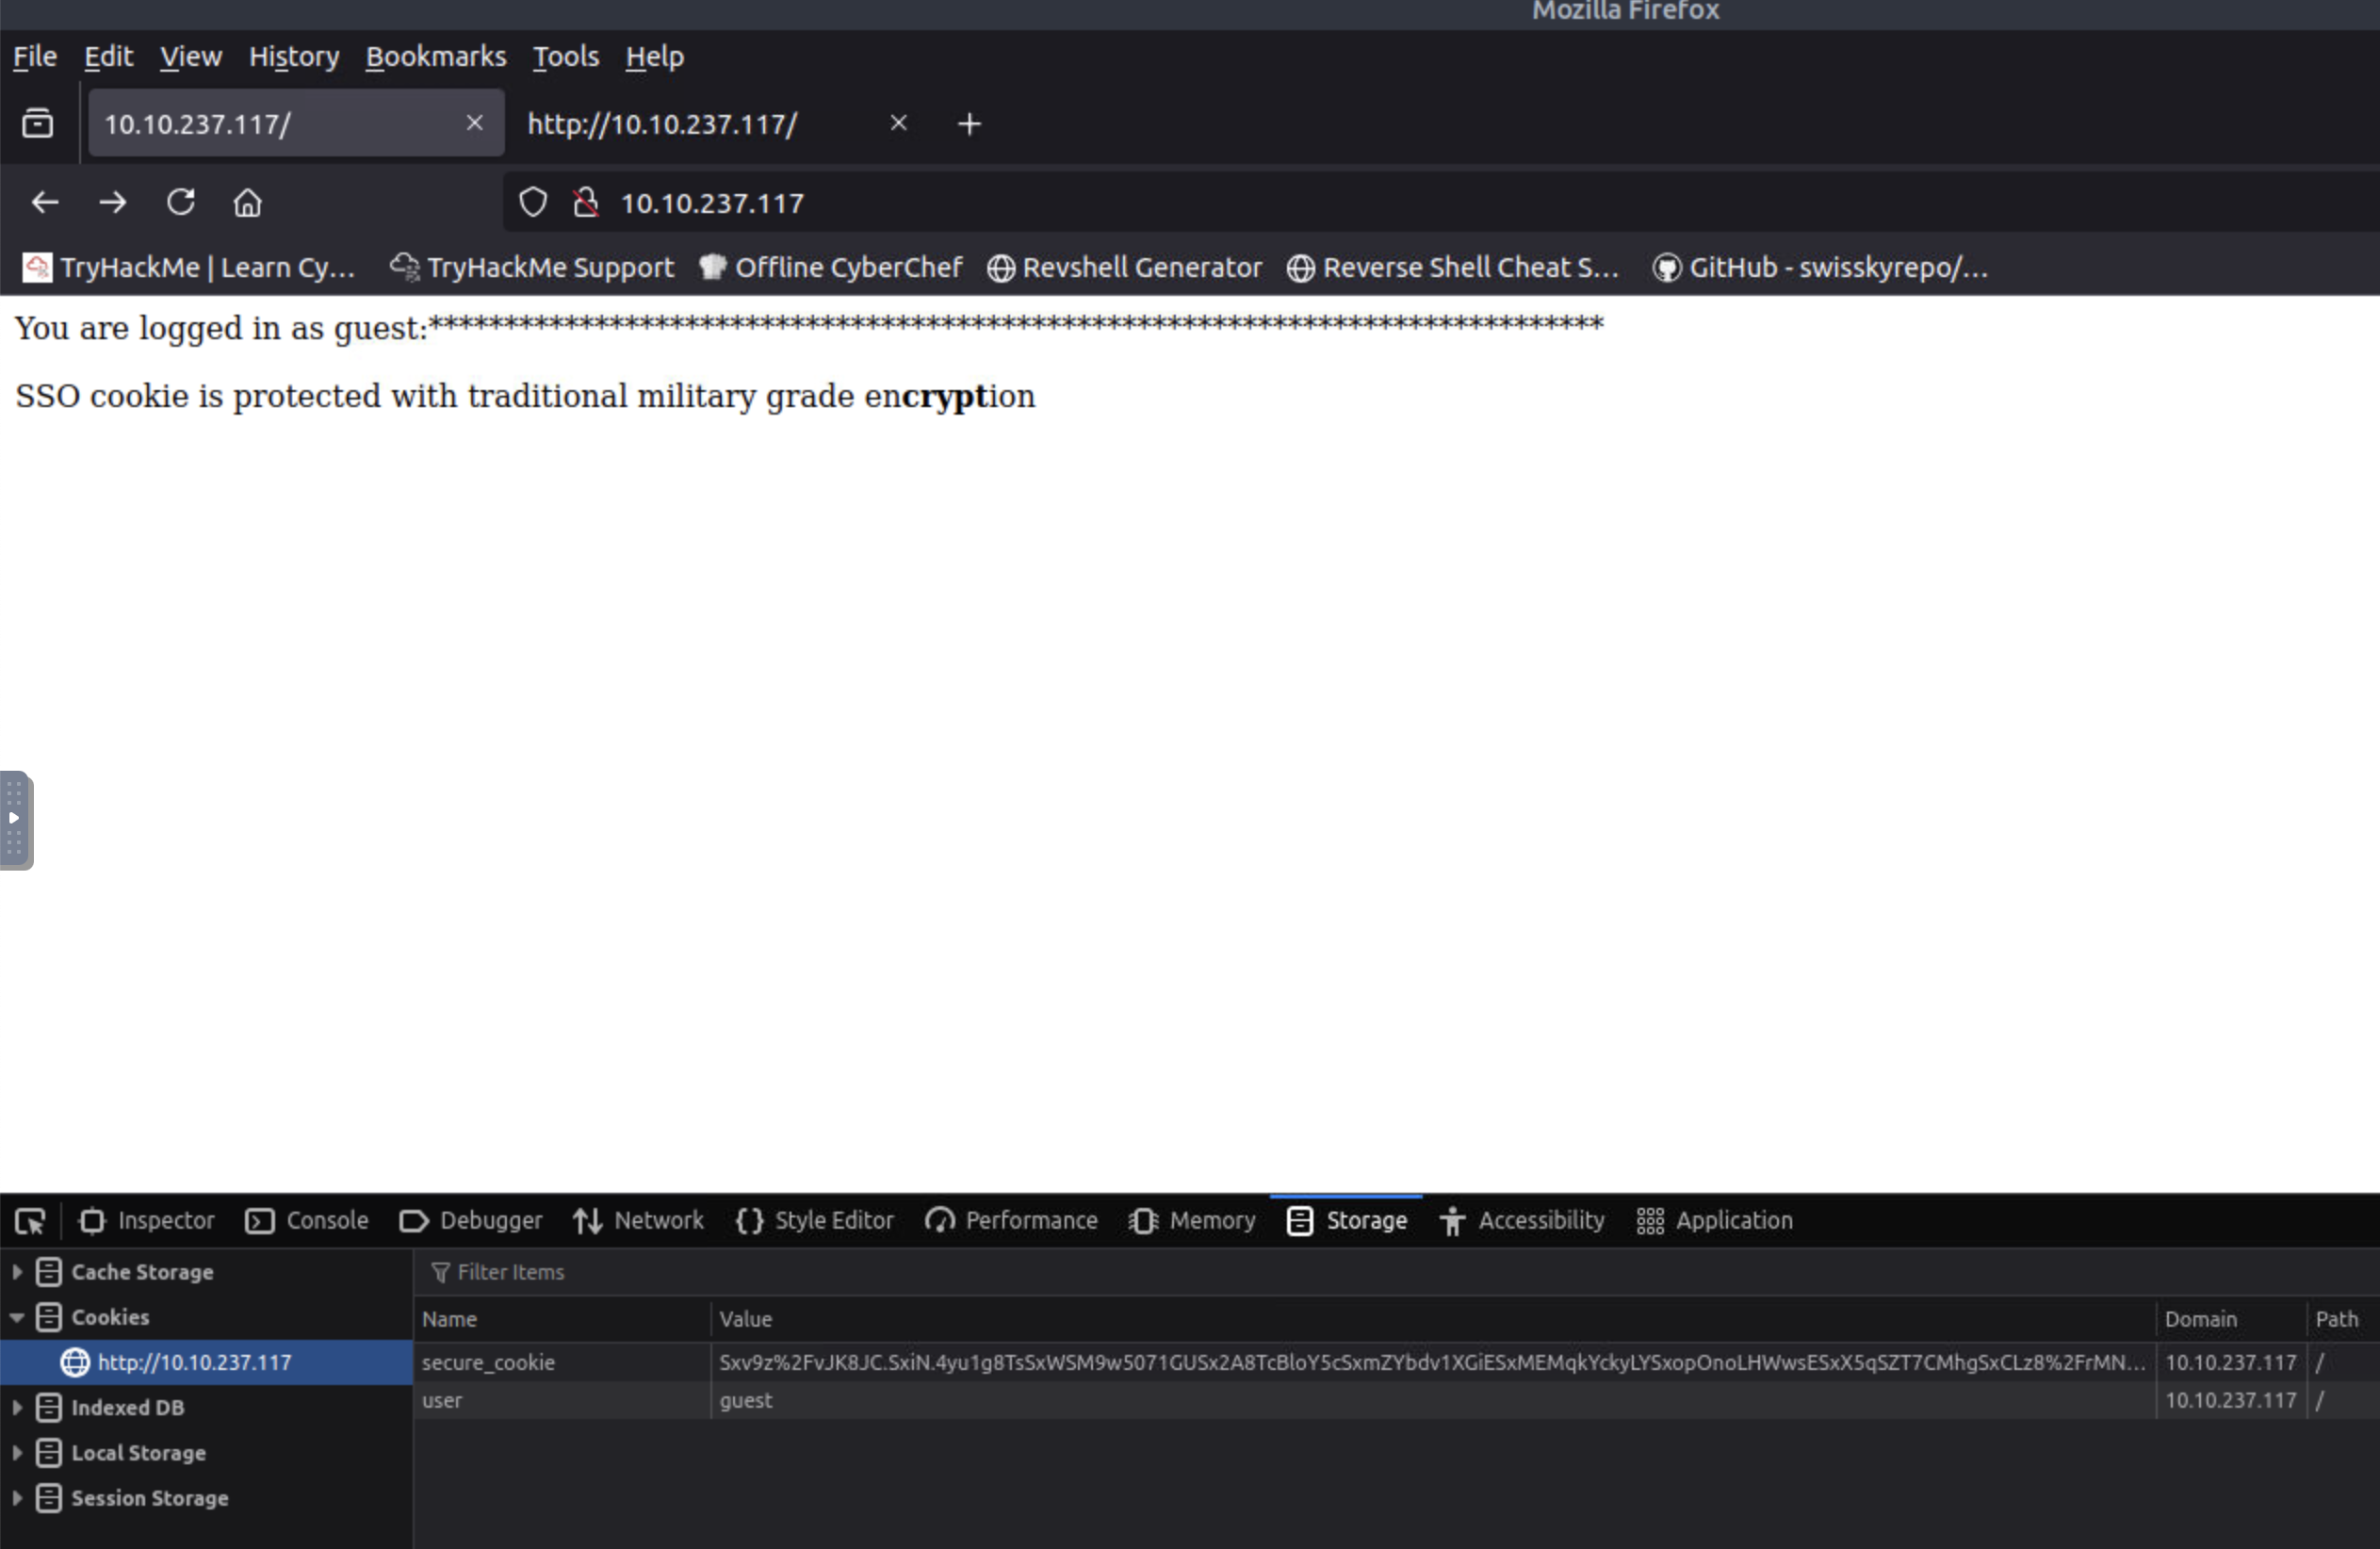 Mozilla Firefox
File Edit View History Bookmarks Tools Help
10.10.237.117/ http://10.10.237.117/
10.10.237.117
TryHackMe | Learn Cy... TryHackMe Support Offline CyberChef Revshell Generator Reverse Shell Cheat S... GitHub - swisskyrepo/...
You are logged in as guest:******************************************************************************
SSO cookie is protected with traditional military grade encryption
Inspector Console Debugger Network Style Editor Performance Memory Storage Accessibility Application
Cache Storage Filter Items
Cookies Name Value Domain Path
http://10.10.237.117 secure_cookie Sxv9z%2FvJK8JC.SxiN.4yu1g8TsSxWSM9w5071GUSx2A8TcBloY5cSxmZYbdv1XGiESxMEMqkYckyLYSxopOnoLHWwsESxX5qSZT7CMhgSxCLz8%2FrMN... 10.10.237.117 /
user guest 10.10.237.117 /
Indexed DB
Local Storage
Session Storage